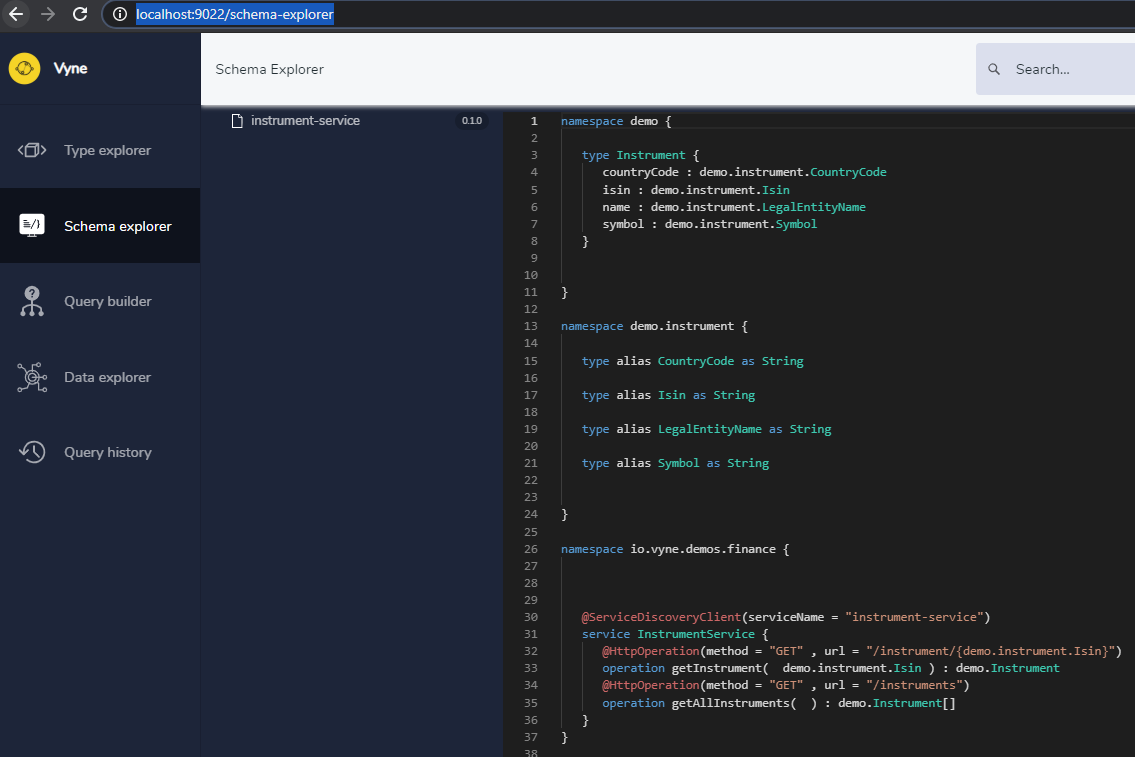 localhost:9022/schema-explorer
Vyne
Schema Explorer
Search...
Type explorer
Schema explorer
Query builder
Data explorer
Query history
instrument-service 0.1.0
1 namespace demo {
2
3 type Instrument {
4 countryCode : demo.instrument.CountryCode
5 isin : demo.instrument.Isin
6 name : demo.instrument.LegalEntityName
7 symbol : demo.instrument.Symbol
8 }
9
10
11 }
12
13 namespace demo.instrument {
14
15 type alias CountryCode as String
16
17 type alias Isin as String
18
19 type alias LegalEntityName as String
20
21 type alias Symbol as String
22
23
24 }
25
26 namespace io.vyne.demos.finance {
27
28
29
30 @ServiceDiscoveryClient(serviceName = "instrument-service")
31 service InstrumentService {
32 @HttpOperation(method = "GET" , url = "/instrument/{demo.instrument.Isin}")
33 operation getInstrument(  demo.instrument.Isin ) : demo.Instrument
34 @HttpOperation(method = "GET" , url = "/instruments")
35 operation getAllInstruments(  ) : demo.Instrument[]
36 }
37 }
38